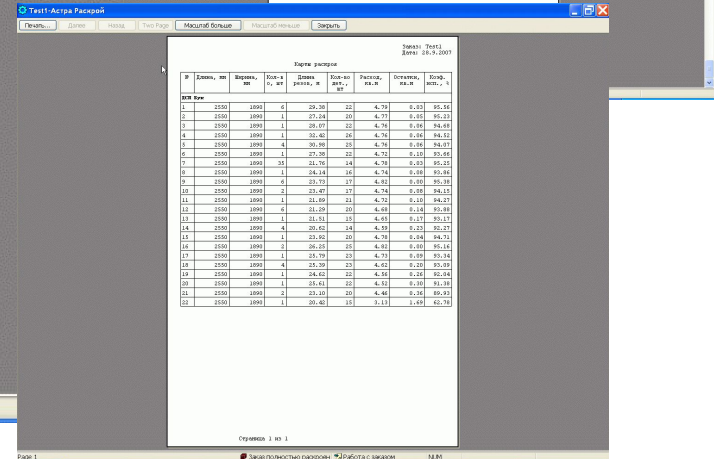 Test1-Астра Раскрой
Печать... Далее Назад Two Page Масштаб больше Масштаб меньше Закрыть
Заказ: Test1
Дата: 28.9.2007
Карты раскроя
№ Длина, мм Ширина, мм Кол-во, шт Длина резов, м Кол-во дет., шт Расход, кв.м Остатки, кв.м Коэф. исп., %
ДСП Бук
1 2550 1890 6 29.38 22 4.79 0.03 95.56
2 2550 1890 1 27.24 20 4.77 0.05 95.23
3 2550 1890 1 28.07 22 4.76 0.06 94.68
4 2550 1890 1 32.42 26 4.76 0.06 94.52
5 2550 1890 4 30.98 25 4.76 0.06 94.07
6 2550 1890 1 27.38 22 4.72 0.10 93.66
7 2550 1890 35 21.76 14 4.78 0.03 95.25
8 2550 1890 1 24.14 16 4.74 0.08 93.86
9 2550 1890 6 23.73 17 4.82 0.00 95.38
10 2550 1890 2 23.47 17 4.74 0.08 94.15
11 2550 1890 1 21.89 21 4.72 0.10 94.27
12 2550 1890 6 21.29 20 4.68 0.14 93.88
13 2550 1890 1 21.51 15 4.65 0.17 93.17
14 2550 1890 4 20.62 14 4.59 0.23 92.27
15 2550 1890 1 23.92 20 4.78 0.04 94.71
16 2550 1890 2 26.25 25 4.82 0.00 95.16
17 2550 1890 1 25.79 23 4.73 0.09 93.34
18 2550 1890 4 25.39 23 4.62 0.20 93.09
19 2550 1890 1 24.62 22 4.56 0.26 92.04
20 2550 1890 1 25.61 22 4.52 0.30 91.38
21 2550 1890 2 23.10 20 4.46 0.36 89.93
22 2550 1890 1 20.42 15 3.13 1.69 62.78
Страница 1 из 1
Page 1 Заказ полностью раскроен Работа с заказом NUM